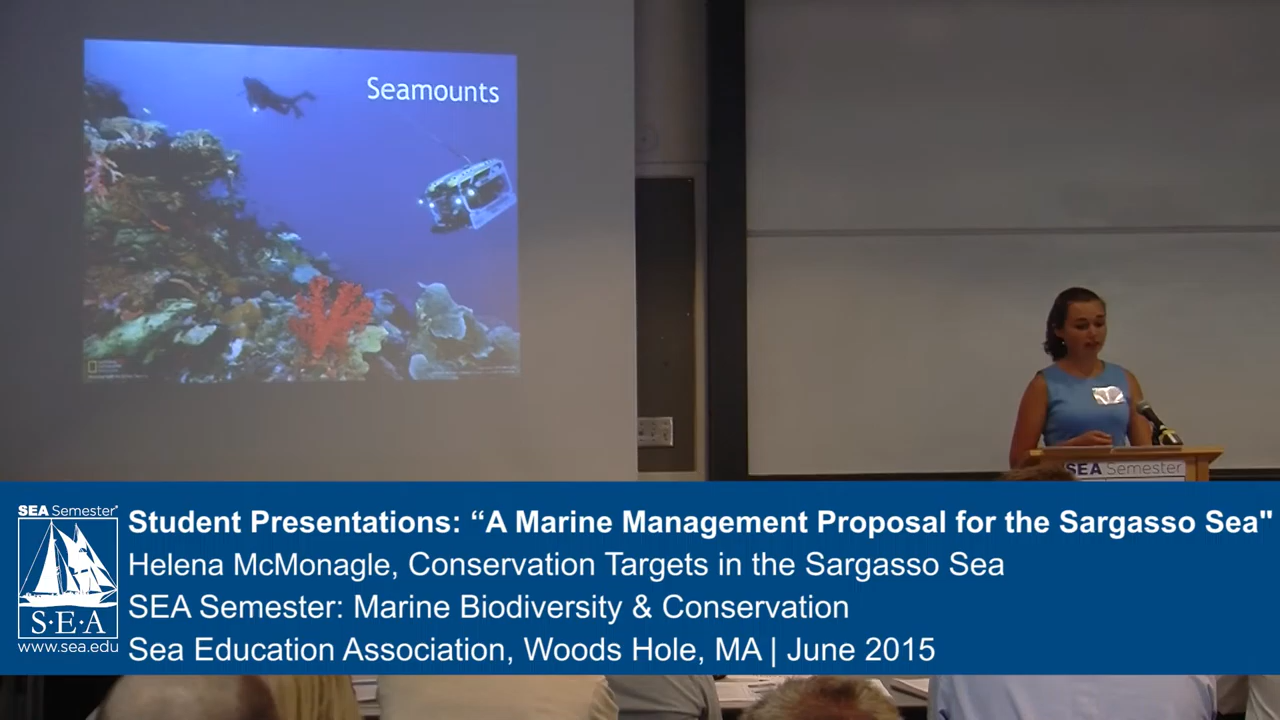 Seamounts
NATIONAL
GEOGRAPHIC
SEA Semester
SEA Semester®
S·E·A
www.sea.edu
Student Presentations: “A Marine Management Proposal for the Sargasso Sea"
Helena McMonagle, Conservation Targets in the Sargasso Sea
SEA Semester: Marine Biodiversity & Conservation
Sea Education Association, Woods Hole, MA | June 2015